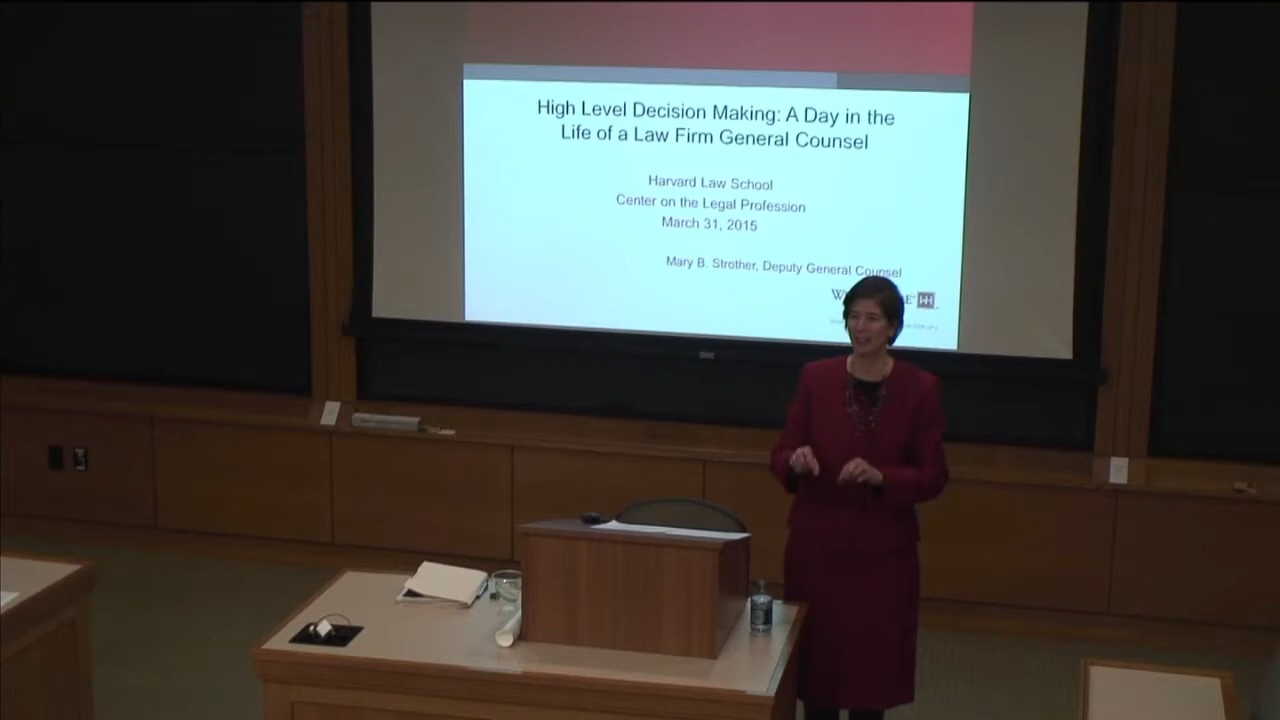 High Level Decision Making: A Day in the
Life of a Law Firm General Counsel
Harvard Law School
Center on the Legal Profession
March 31, 2015
Mary B. Strother, Deputy General Counsel
WH